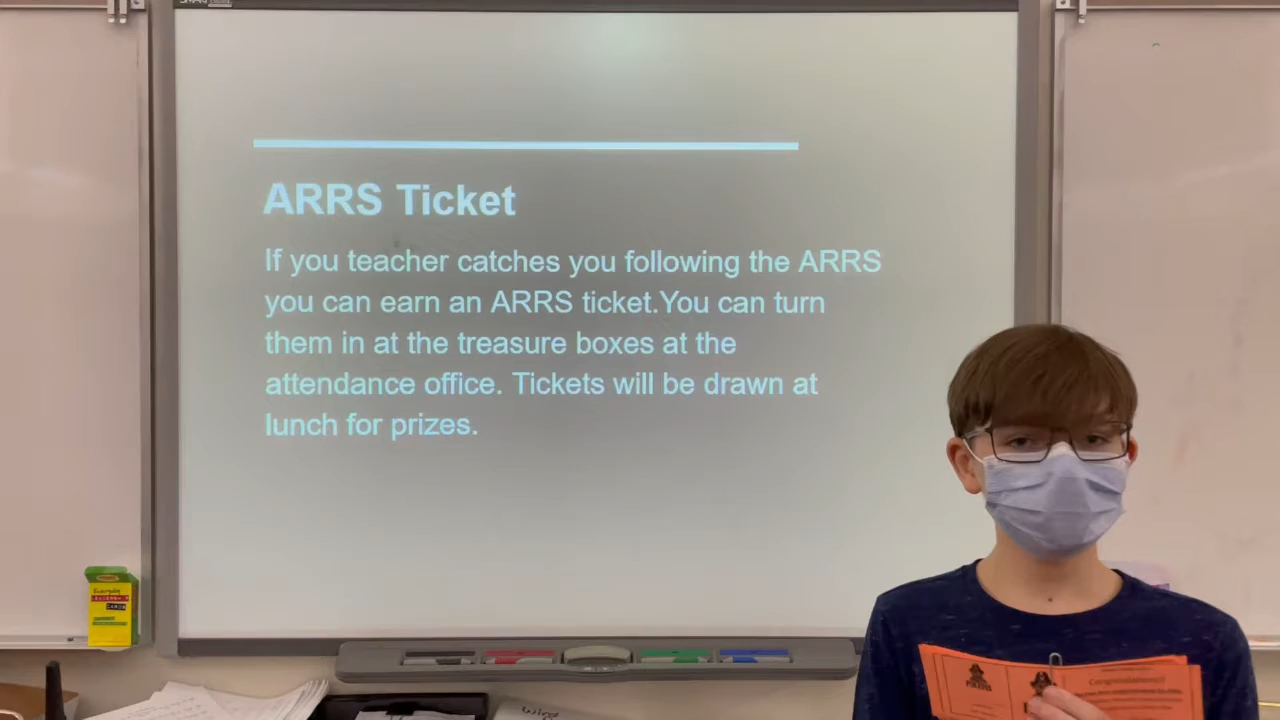 ARRS Ticket
If you teacher catches you following the ARRS
you can earn an ARRS ticket.You can turn
them in at the treasure boxes at the
attendance office. Tickets will be drawn at
lunch for prizes.
Everyday
Congratulations!!